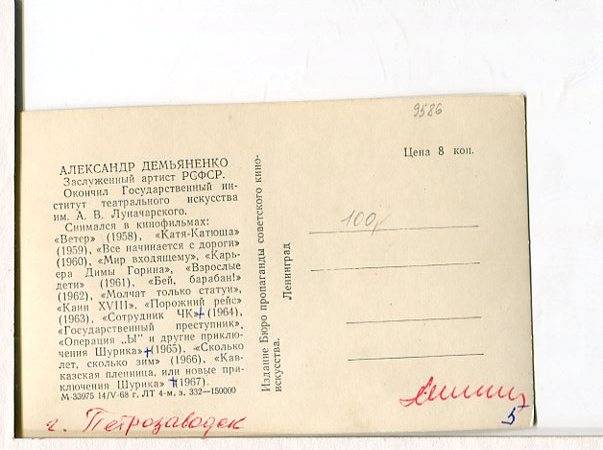 9586
Цена 8 коп.
АЛЕКСАНДР ДЕМЬЯНЕНКО
Заслуженный артист РСФСР.
Окончил Государственный ин-
ститут театрального искусства
им. А. В. Луначарского.
Снимался в кинофильмах:
«Ветер» (1958), «Катя-Катюша»
(1959), «Все начинается с дороги»
(1960), «Мир входящему», «Карь-
ера Димы Горина», «Взрослые
дети» (1961), «Бей, барабан!»
(1962), «Молчат только статуи»,
«Каин XVIII», «Порожний рейс»
(1963), «Сотрудник ЧК» + (1964),
«Государственный преступник»,
«Операция „Ы" и другие приклю-
чения Шурика» + (1965), «Сколько
лет, сколько зим» (1966), «Кав-
казская пленница, или новые при-
ключения Шурика» + (1967).
М-33975 14/V-68 г. ЛТ 4-м, з. 332—150000
Издание Бюро пропаганды советского кино-
искусства.
Ленинград
100
г. Петрозаводск
5